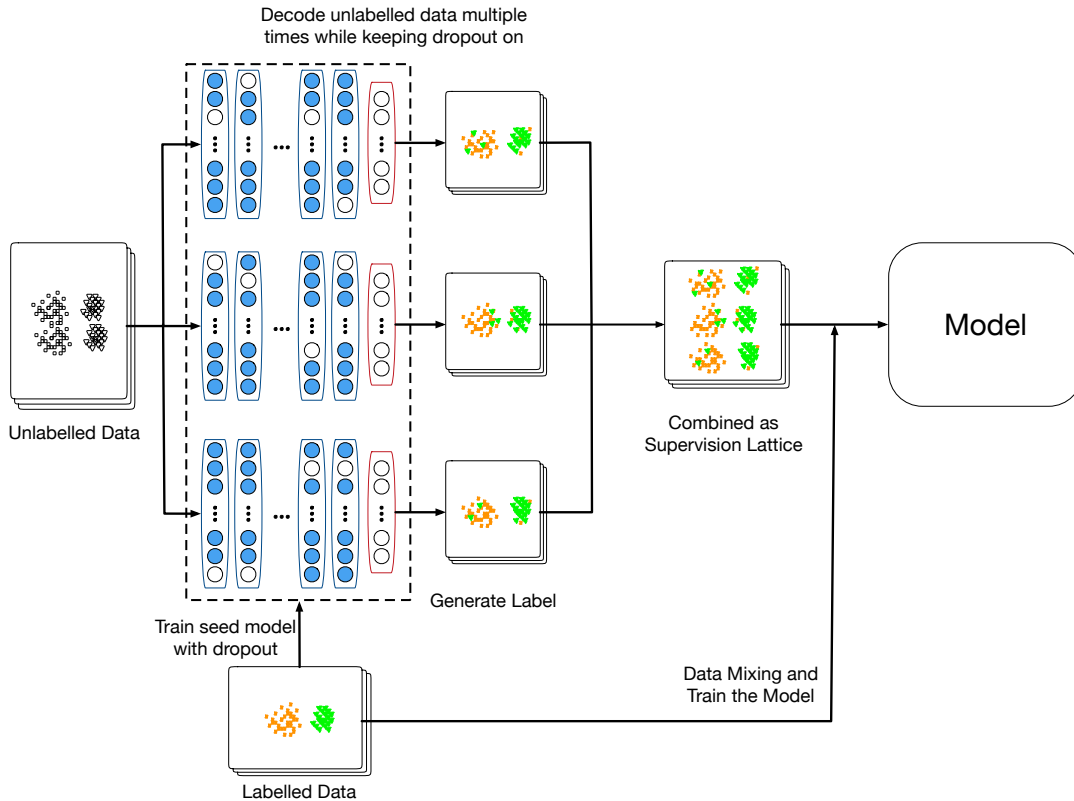 Decode unlabelled data multiple
times while keeping dropout on
Unlabelled Data
Model
Combined as
Supervision Lattice
Generate Label
Train seed model
with dropout
Data Mixing and
Train the Model
Labelled Data